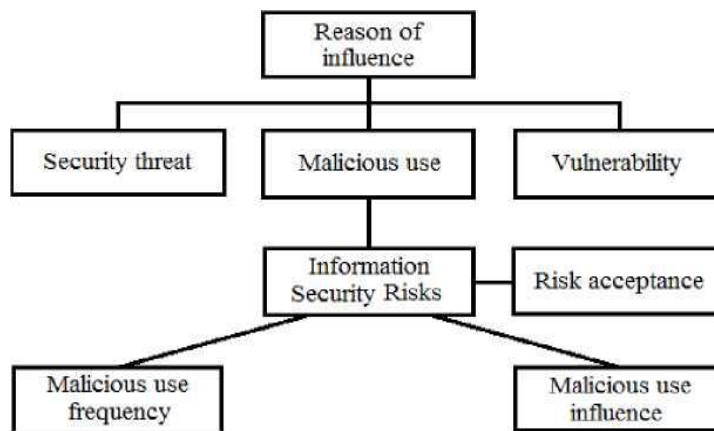 Reason of
influence
Security threat
Malicious use
Vulnerability
Information
Security Risks
Risk acceptance
Malicious use
frequency
Malicious use
influence